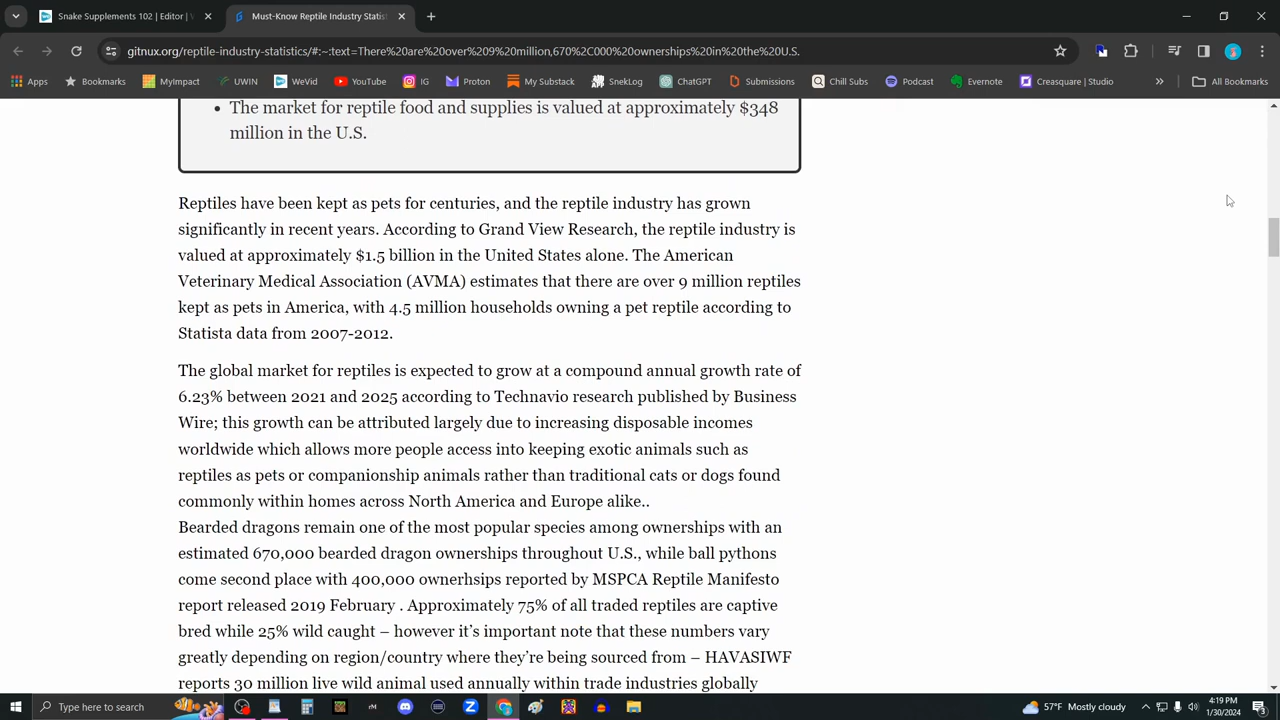 Snake Supplements 102 | Editor |
Must-Know Reptile Industry Statis
gitnux.org/reptile-industry-statistics/#:~:text=There%20are%20over%209%20million,670%2C000%20ownerships%20in%20the%20U.S.
Apps Bookmarks MyImpact UWIN WeVid YouTube IG Proton My Substack SnekLog ChatGPT Submissions Chill Subs Podcast Evernote Creasquare | Studio » All Bookmarks
• The market for reptile food and supplies is valued at approximately $348
million in the U.S.
Reptiles have been kept as pets for centuries, and the reptile industry has grown
significantly in recent years. According to Grand View Research, the reptile industry is
valued at approximately $1.5 billion in the United States alone. The American
Veterinary Medical Association (AVMA) estimates that there are over 9 million reptiles
kept as pets in America, with 4.5 million households owning a pet reptile according to
Statista data from 2007-2012.
The global market for reptiles is expected to grow at a compound annual growth rate of
6.23% between 2021 and 2025 according to Technavio research published by Business
Wire; this growth can be attributed largely due to increasing disposable incomes
worldwide which allows more people access into keeping exotic animals such as
reptiles as pets or companionship animals rather than traditional cats or dogs found
commonly within homes across North America and Europe alike..
Bearded dragons remain one of the most popular species among ownerships with an
estimated 670,000 bearded dragon ownerships throughout U.S., while ball pythons
come second place with 400,000 ownerhsips reported by MSPCA Reptile Manifesto
report released 2019 February . Approximately 75% of all traded reptiles are captive
bred while 25% wild caught – however it's important note that these numbers vary
greatly depending on region/country where they're being sourced from – HAVASIWF
reports 30 million live wild animal used annually within trade industries globally
Type here to search
57°F Mostly cloudy
4:19 PM
1/30/2024